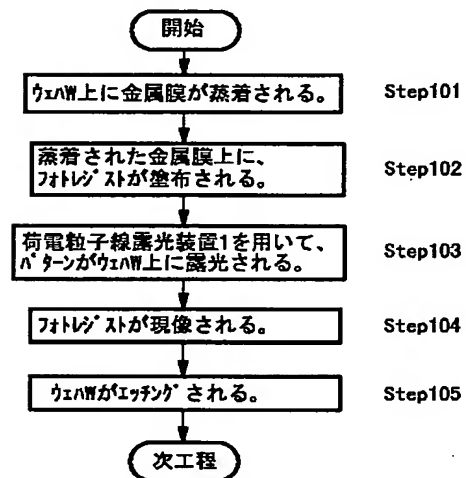 開始
ウェハW上に金属膜が蒸着される。 Step101
蒸着された金属膜上に、
フォトレジストが塗布される。 Step102
荷電粒子線露光装置1を用いて、
パターンがウェハW上に露光される。 Step103
フォトレジストが現像される。 Step104
ウェハWがエッチングされる。 Step105
次工程